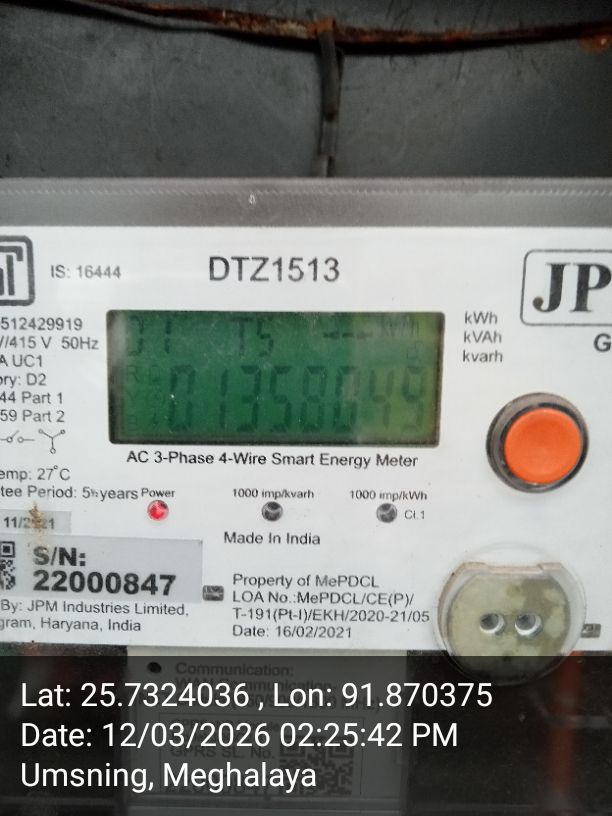 IS: 16444
DTZ1513
JP
G
512429919
//415 V 50Hz
A UC1
ory: D2
44 Part 1
59 Part 2
kWh
kVAh
kvarh
AC 3-Phase 4-Wire Smart Energy Meter
emp: 27°C
tee Period: 5½ years
Power
1000 imp/kvarh
1000 imp/kWh
Cl.1
Made In India
S/N:
22000847
By: JPM Industries Limited,
gram, Haryana, India
Property of MePDCL
LOA No.:MePDCL/CE(P)/
T-191(Pt-I)/EKH/2020-21/05
Date: 16/02/2021
Communication:
Lat: 25.7324036 , Lon: 91.870375
Date: 12/03/2026 02:25:42 PM
Umsning, Meghalaya